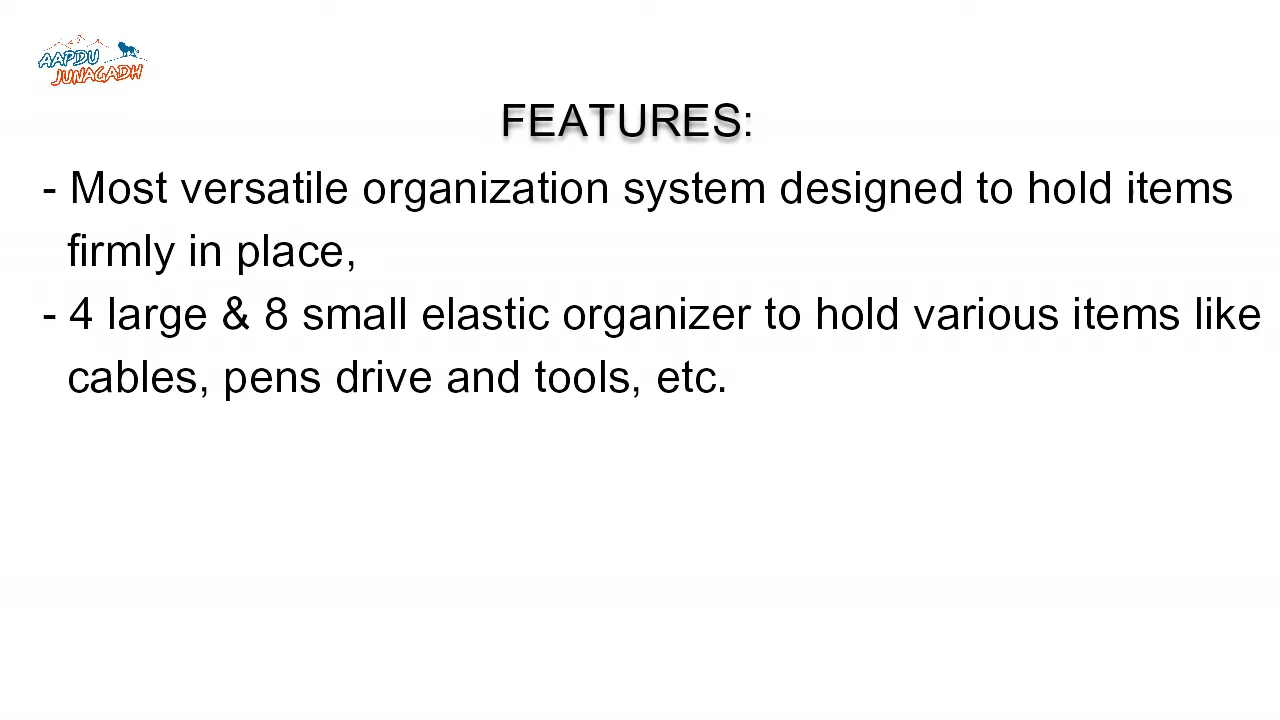 AAPDU
JUNAGADH
FEATURES:
- Most versatile organization system designed to hold items
firmly in place,
- 4 large & 8 small elastic organizer to hold various items like
cables, pens drive and tools, etc.